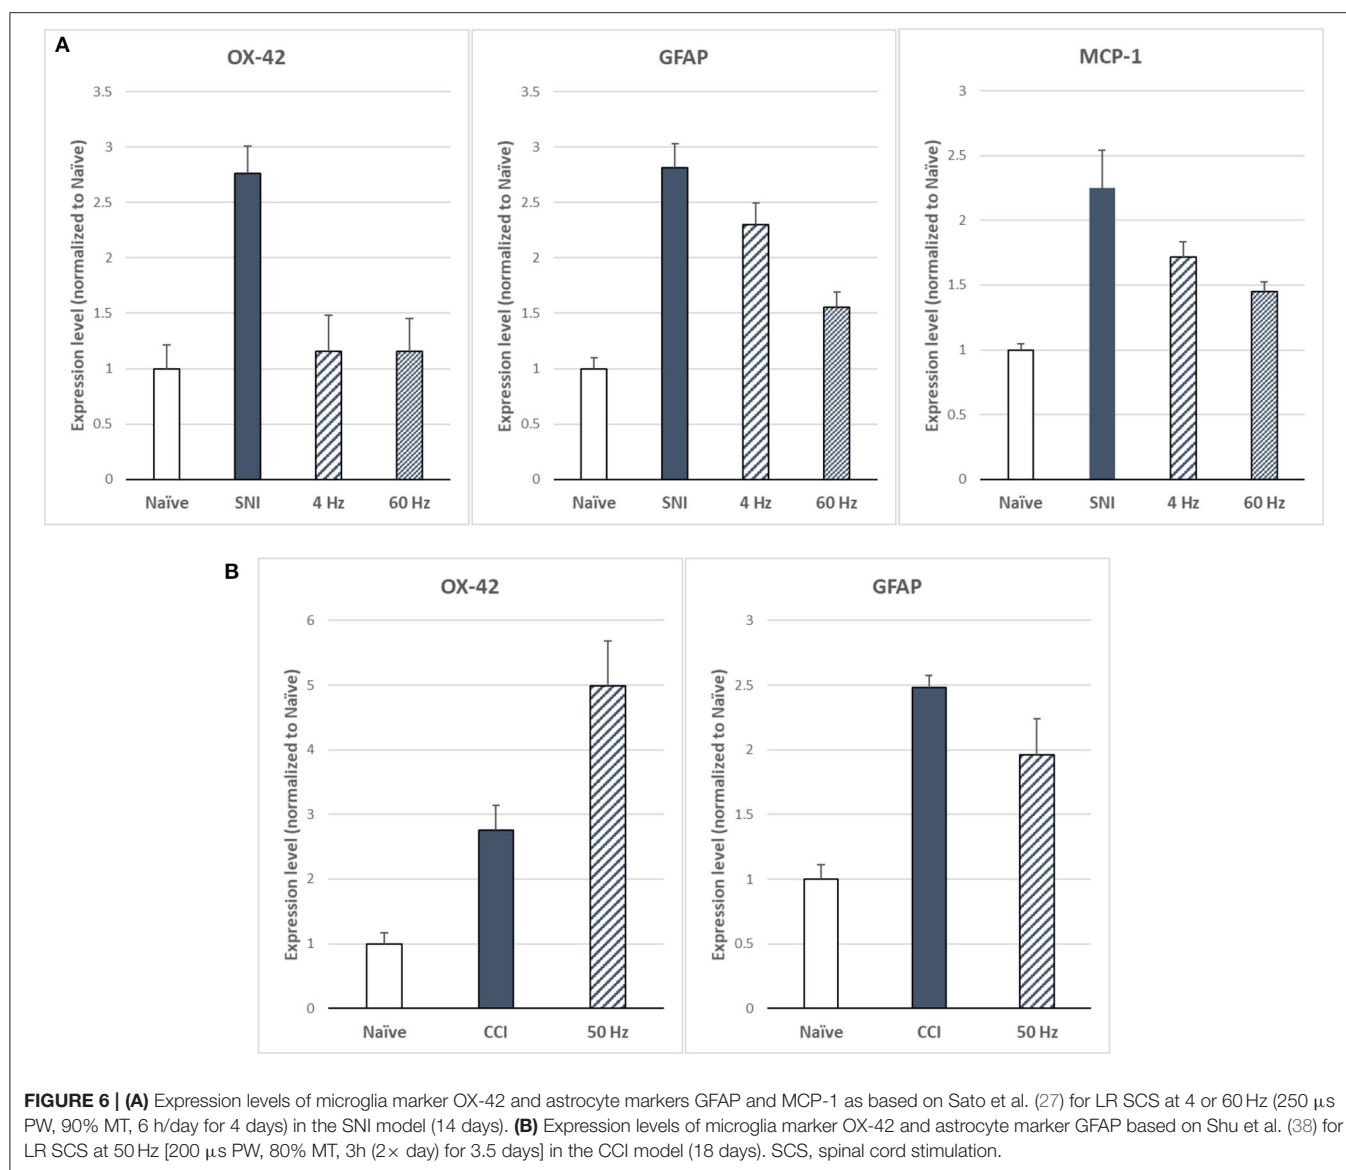 A
OX-42
Expression level (normalized to Naïve)
3.5
3
2.5
2
1.5
1
0.5
0
Naïve SNI 4 Hz 60 Hz
GFAP
Expression level (normalized to Naïve)
3.5
3
2.5
2
1.5
1
0.5
0
Naïve SNI 4 Hz 60 Hz
MCP-1
Expression level (normalized to Naïve)
3
2.5
2
1.5
1
0.5
0
Naïve SNI 4 Hz 60 Hz
B
OX-42
Expression level (normalized to Naïve)
6
5
4
3
2
1
0
Naïve CCI 50 Hz
GFAP
Expression level (normalized to Naïve)
3
2.5
2
1.5
1
0.5
0
Naïve CCI 50 Hz
FIGURE 6 | (A) Expression levels of microglia marker OX-42 and astrocyte markers GFAP and MCP-1 as based on Sato et al. (27) for LR SCS at 4 or 60 Hz (250 μs
PW, 90% MT, 6 h/day for 4 days) in the SNI model (14 days). (B) Expression levels of microglia marker OX-42 and astrocyte marker GFAP based on Shu et al. (38) for
LR SCS at 50 Hz [200 μs PW, 80% MT, 3h (2× day) for 3.5 days] in the CCI model (18 days). SCS, spinal cord stimulation.